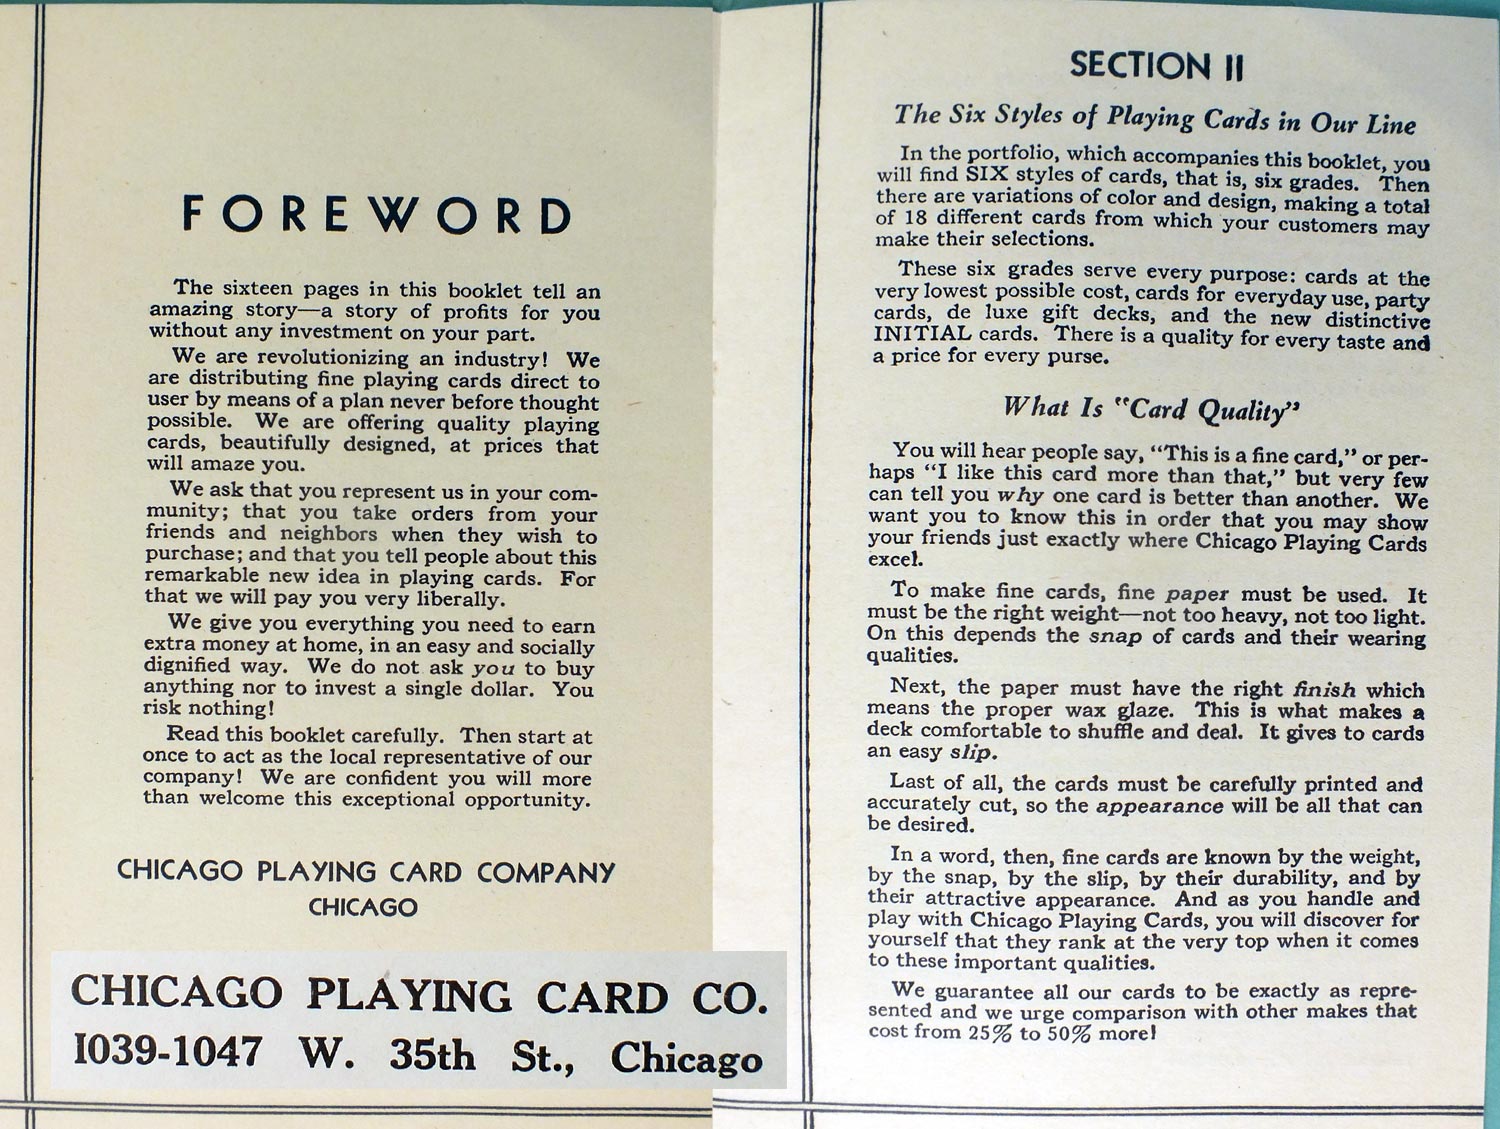 FOREWORD
The sixteen pages in this booklet tell an
amazing story—a story of profits for you
without any investment on your part.
We are revolutionizing an industry! We
are distributing fine playing cards direct to
user by means of a plan never before thought
possible. We are offering quality playing
cards, beautifully designed, at prices that
will amaze you.
We ask that you represent us in your com-
munity; that you take orders from your
friends and neighbors when they wish to
purchase; and that you tell people about this
remarkable new idea in playing cards. For
that we will pay you very liberally.
We give you everything you need to earn
extra money at home, in an easy and socially
dignified way. We do not ask you to buy
anything nor to invest a single dollar. You
risk nothing!
Read this booklet carefully. Then start at
once to act as the local representative of our
company! We are confident you will more
than welcome this exceptional opportunity.
CHICAGO PLAYING CARD COMPANY
CHICAGO
CHICAGO PLAYING CARD CO.
1039-1047 W. 35th St., Chicago
SECTION II
The Six Styles of Playing Cards in Our Line
In the portfolio, which accompanies this booklet, you
will find SIX styles of cards, that is, six grades. Then
there are variations of color and design, making a total
of 18 different cards from which your customers may
make their selections.
These six grades serve every purpose: cards at the
very lowest possible cost, cards for everyday use, party
cards, de luxe gift decks, and the new distinctive
INITIAL cards. There is a quality for every taste and
a price for every purse.
What Is "Card Quality"
You will hear people say, "This is a fine card," or per-
haps "I like this card more than that," but very few
can tell you why one card is better than another. We
want you to know this in order that you may show
your friends just exactly where Chicago Playing Cards
excel.
To make fine cards, fine paper must be used. It
must be the right weight—not too heavy, not too light.
On this depends the snap of cards and their wearing
qualities.
Next, the paper must have the right finish which
means the proper wax glaze. This is what makes a
deck comfortable to shuffle and deal. It gives to cards
an easy slip.
Last of all, the cards must be carefully printed and
accurately cut, so the appearance will be all that can
be desired.
In a word, then, fine cards are known by the weight,
by the snap, by the slip, by their durability, and by
their attractive appearance. And as you handle and
play with Chicago Playing Cards, you will discover for
yourself that they rank at the very top when it comes
to these important qualities.
We guarantee all our cards to be exactly as repre-
sented and we urge comparison with other makes that
cost from 25% to 50% more!